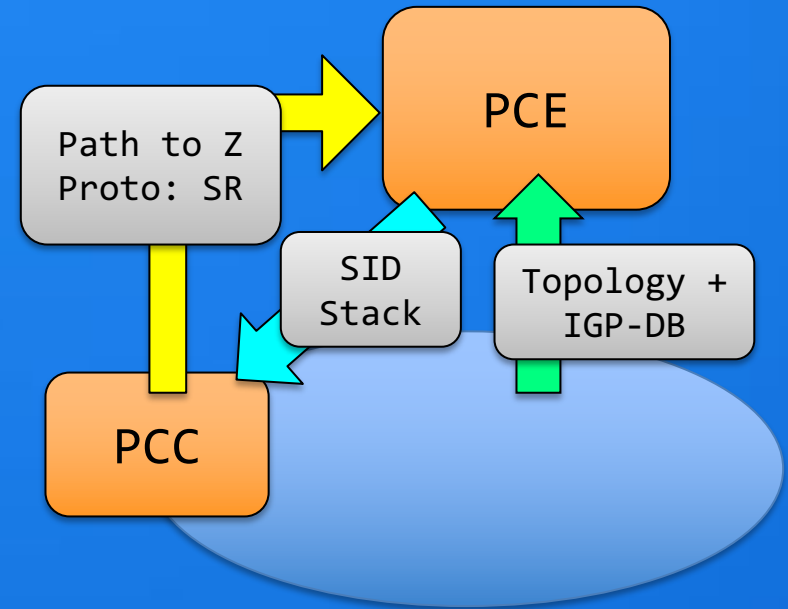 PCE
Path to Z
Proto: SR
SID
Stack
Topology +
IGP-DB
PCC